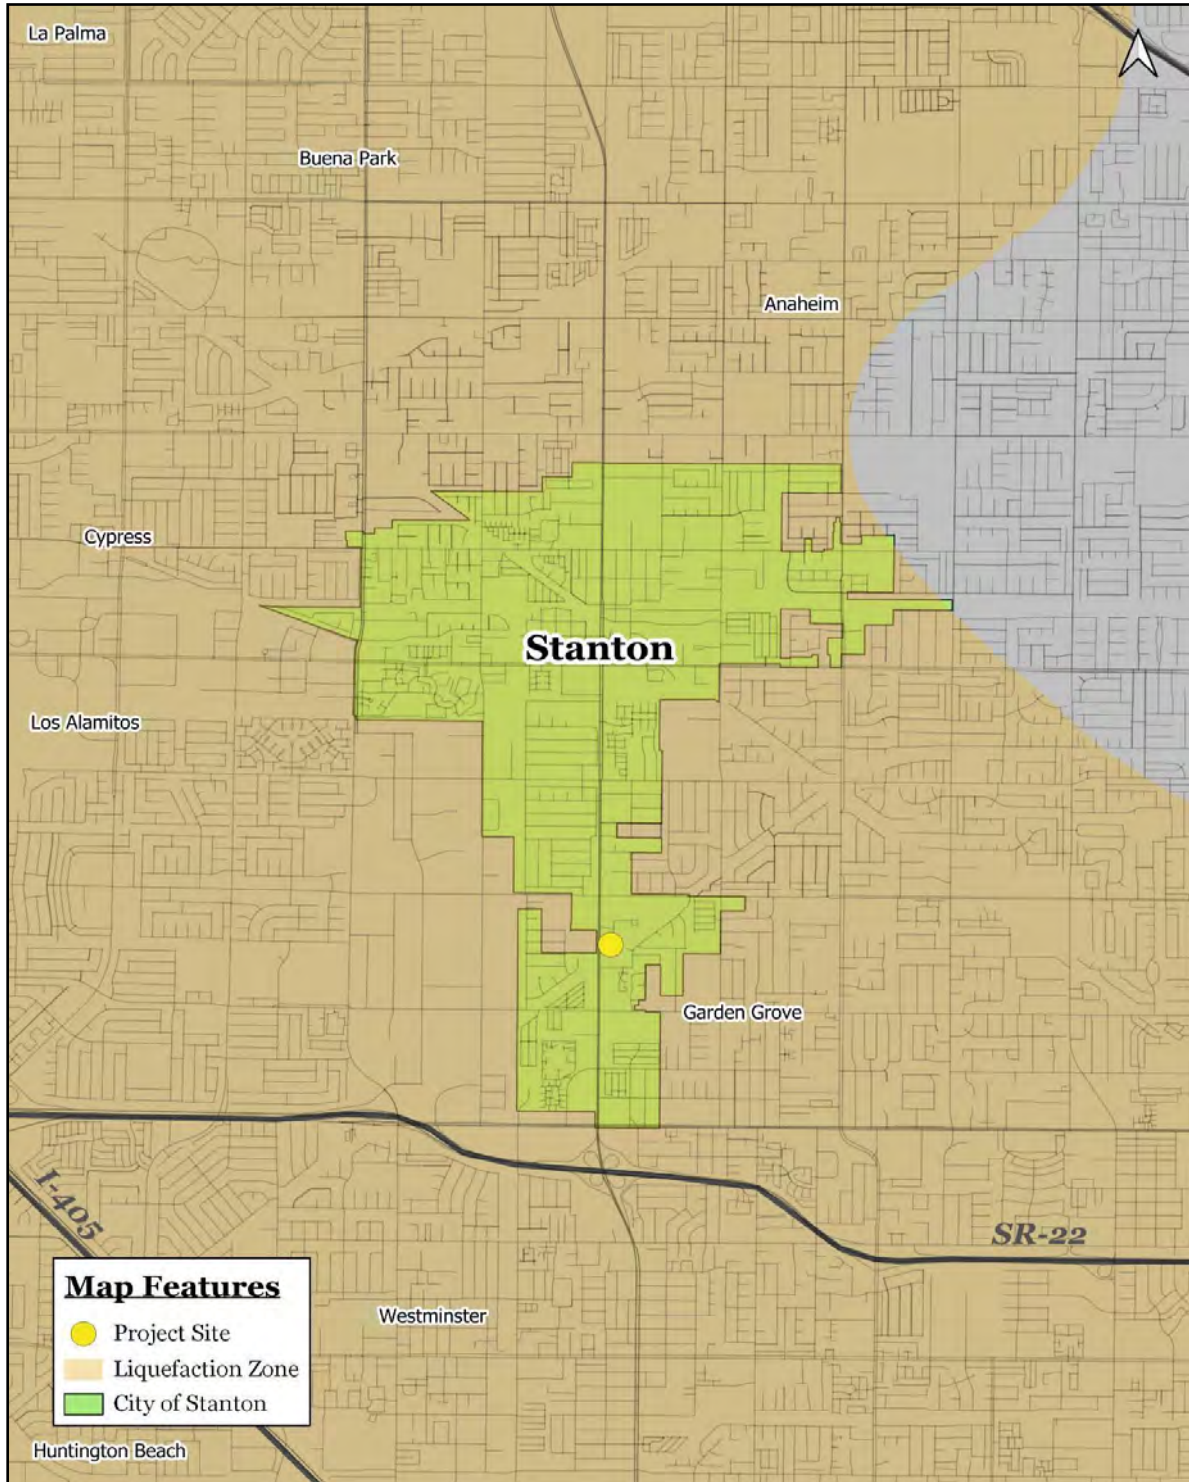 La Palma
Buena Park
Anaheim
Cypress
Stanton
Los Alamitos
Garden Grove
I-405
SR-22
Map Features
Project Site
Liquefaction Zone
City of Stanton
Westminster
Huntington Beach